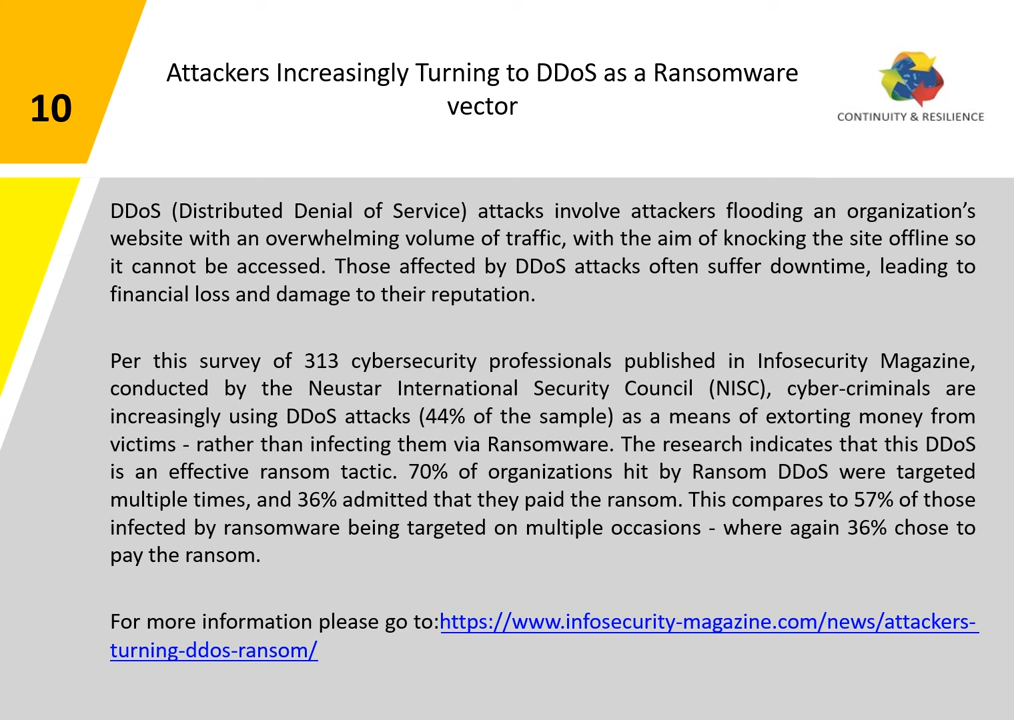 10
Attackers Increasingly Turning to DDoS as a Ransomware
vector
CONTINUITY & RESILIENCE
DDoS (Distributed Denial of Service) attacks involve attackers flooding an organization’s
website with an overwhelming volume of traffic, with the aim of knocking the site offline so
it cannot be accessed. Those affected by DDoS attacks often suffer downtime, leading to
financial loss and damage to their reputation.
Per this survey of 313 cybersecurity professionals published in Infosecurity Magazine,
conducted by the Neustar International Security Council (NISC), cyber-criminals are
increasingly using DDoS attacks (44% of the sample) as a means of extorting money from
victims - rather than infecting them via Ransomware. The research indicates that this DDoS
is an effective ransom tactic. 70% of organizations hit by Ransom DDoS were targeted
multiple times, and 36% admitted that they paid the ransom. This compares to 57% of those
infected by ransomware being targeted on multiple occasions - where again 36% chose to
pay the ransom.
For more information please go to:https://www.infosecurity-magazine.com/news/attackers-
turning-ddos-ransom/